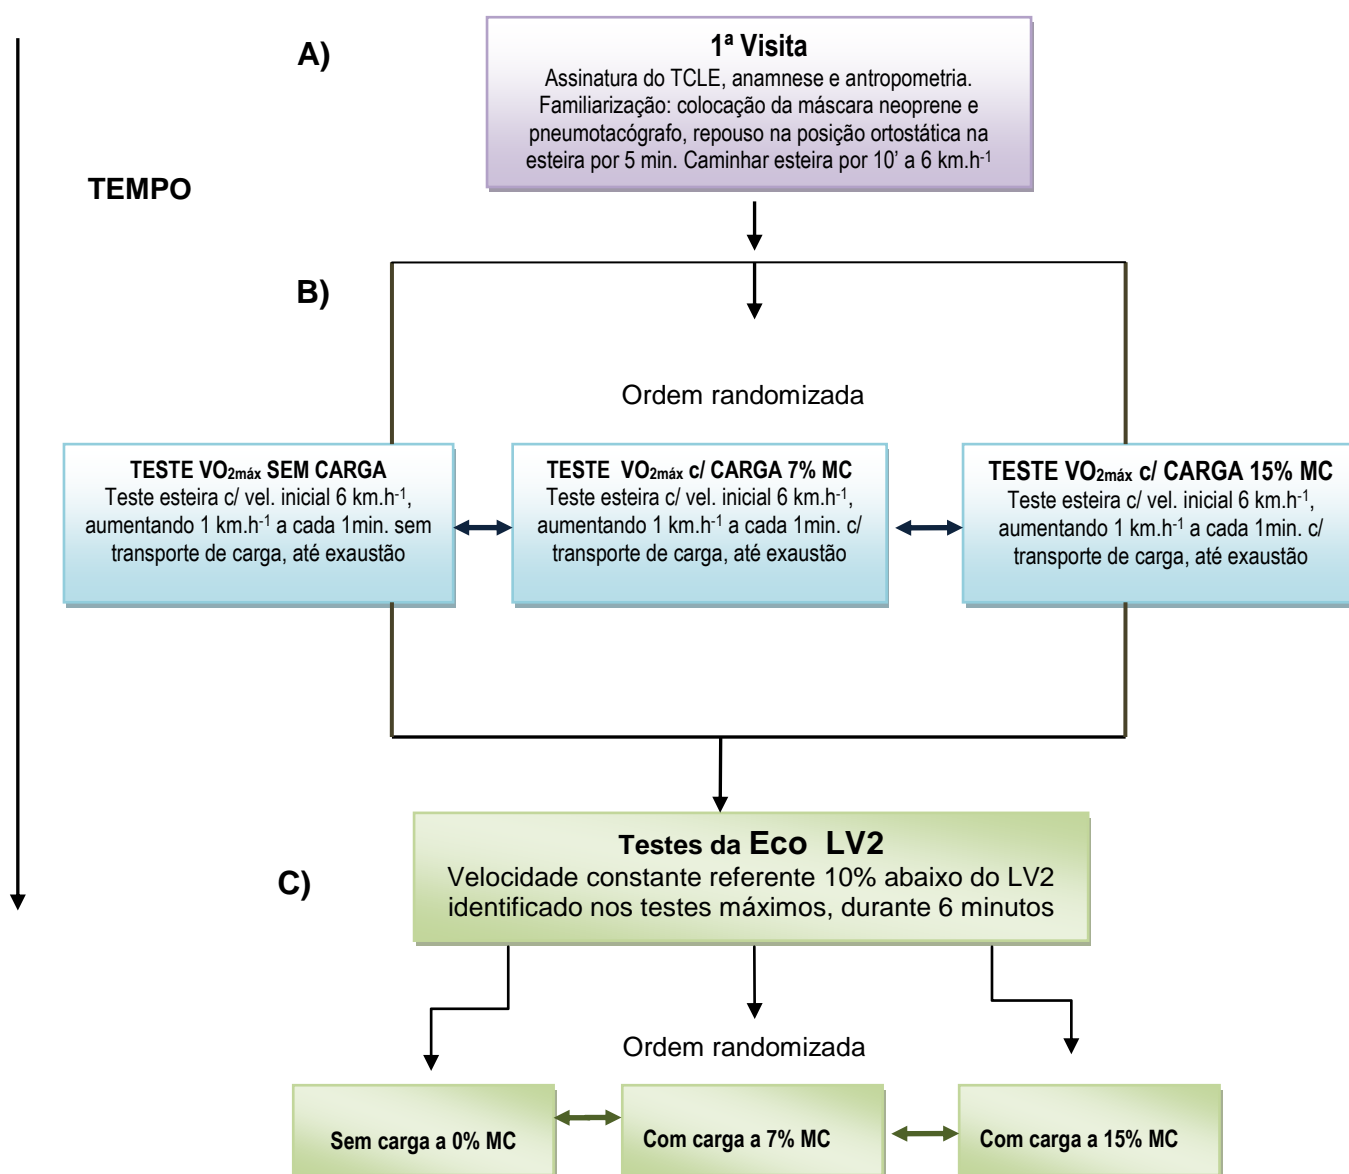 A)
1ª Visita
Assinatura do TCLE, anamnese e antropometria.
Familiarização: colocação da máscara neoprene e
pneumotacógrafo, repouso na posição ortostática na
esteira por 5 min. Caminhar esteira por 10’ a 6 km.h⁻¹
TEMPO
B)
Ordem randomizada
TESTE VO₂ₘáₓ SEM CARGA
Teste esteira c/ vel. inicial 6 km.h⁻¹,
aumentando 1 km.h⁻¹ a cada 1min. sem
transporte de carga, até exaustão
TESTE VO₂ₘáₓ c/ CARGA 7% MC
Teste esteira c/ vel. inicial 6 km.h⁻¹,
aumentando 1 km.h⁻¹ a cada 1min. c/
transporte de carga, até exaustão
TESTE VO₂ₘáₓ c/ CARGA 15% MC
Teste esteira c/ vel. inicial 6 km.h⁻¹,
aumentando 1 km.h⁻¹ a cada 1min. c/
transporte de carga, até exaustão
C)
Testes da Eco LV2
Velocidade constante referente 10% abaixo do LV2
identificado nos testes máximos, durante 6 minutos
Ordem randomizada
Sem carga a 0% MC
Com carga a 7% MC
Com carga a 15% MC